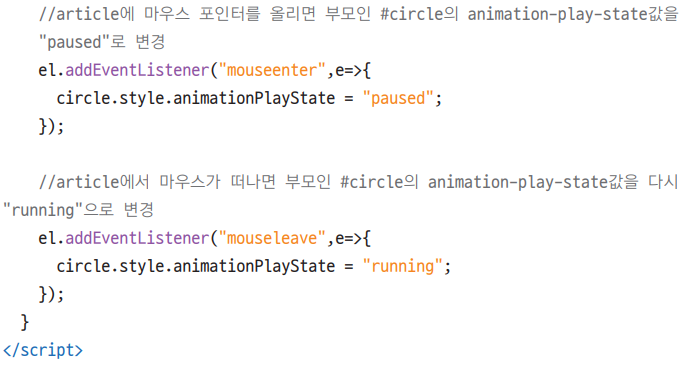 //article에 마우스 포인터를 올리면 부모인 #circle의 animation-play-state값을
"paused"로 변경
el.addEventListener("mouseenter",e=>{
circle.style.animationPlayState = "paused";
});
//article에서 마우스가 떠나면 부모인 #circle의 animation-play-state값을 다시
"running"으로 변경
el.addEventListener("mouseleave",e=>{
circle.style.animationPlayState = "running";
});
}
</script>